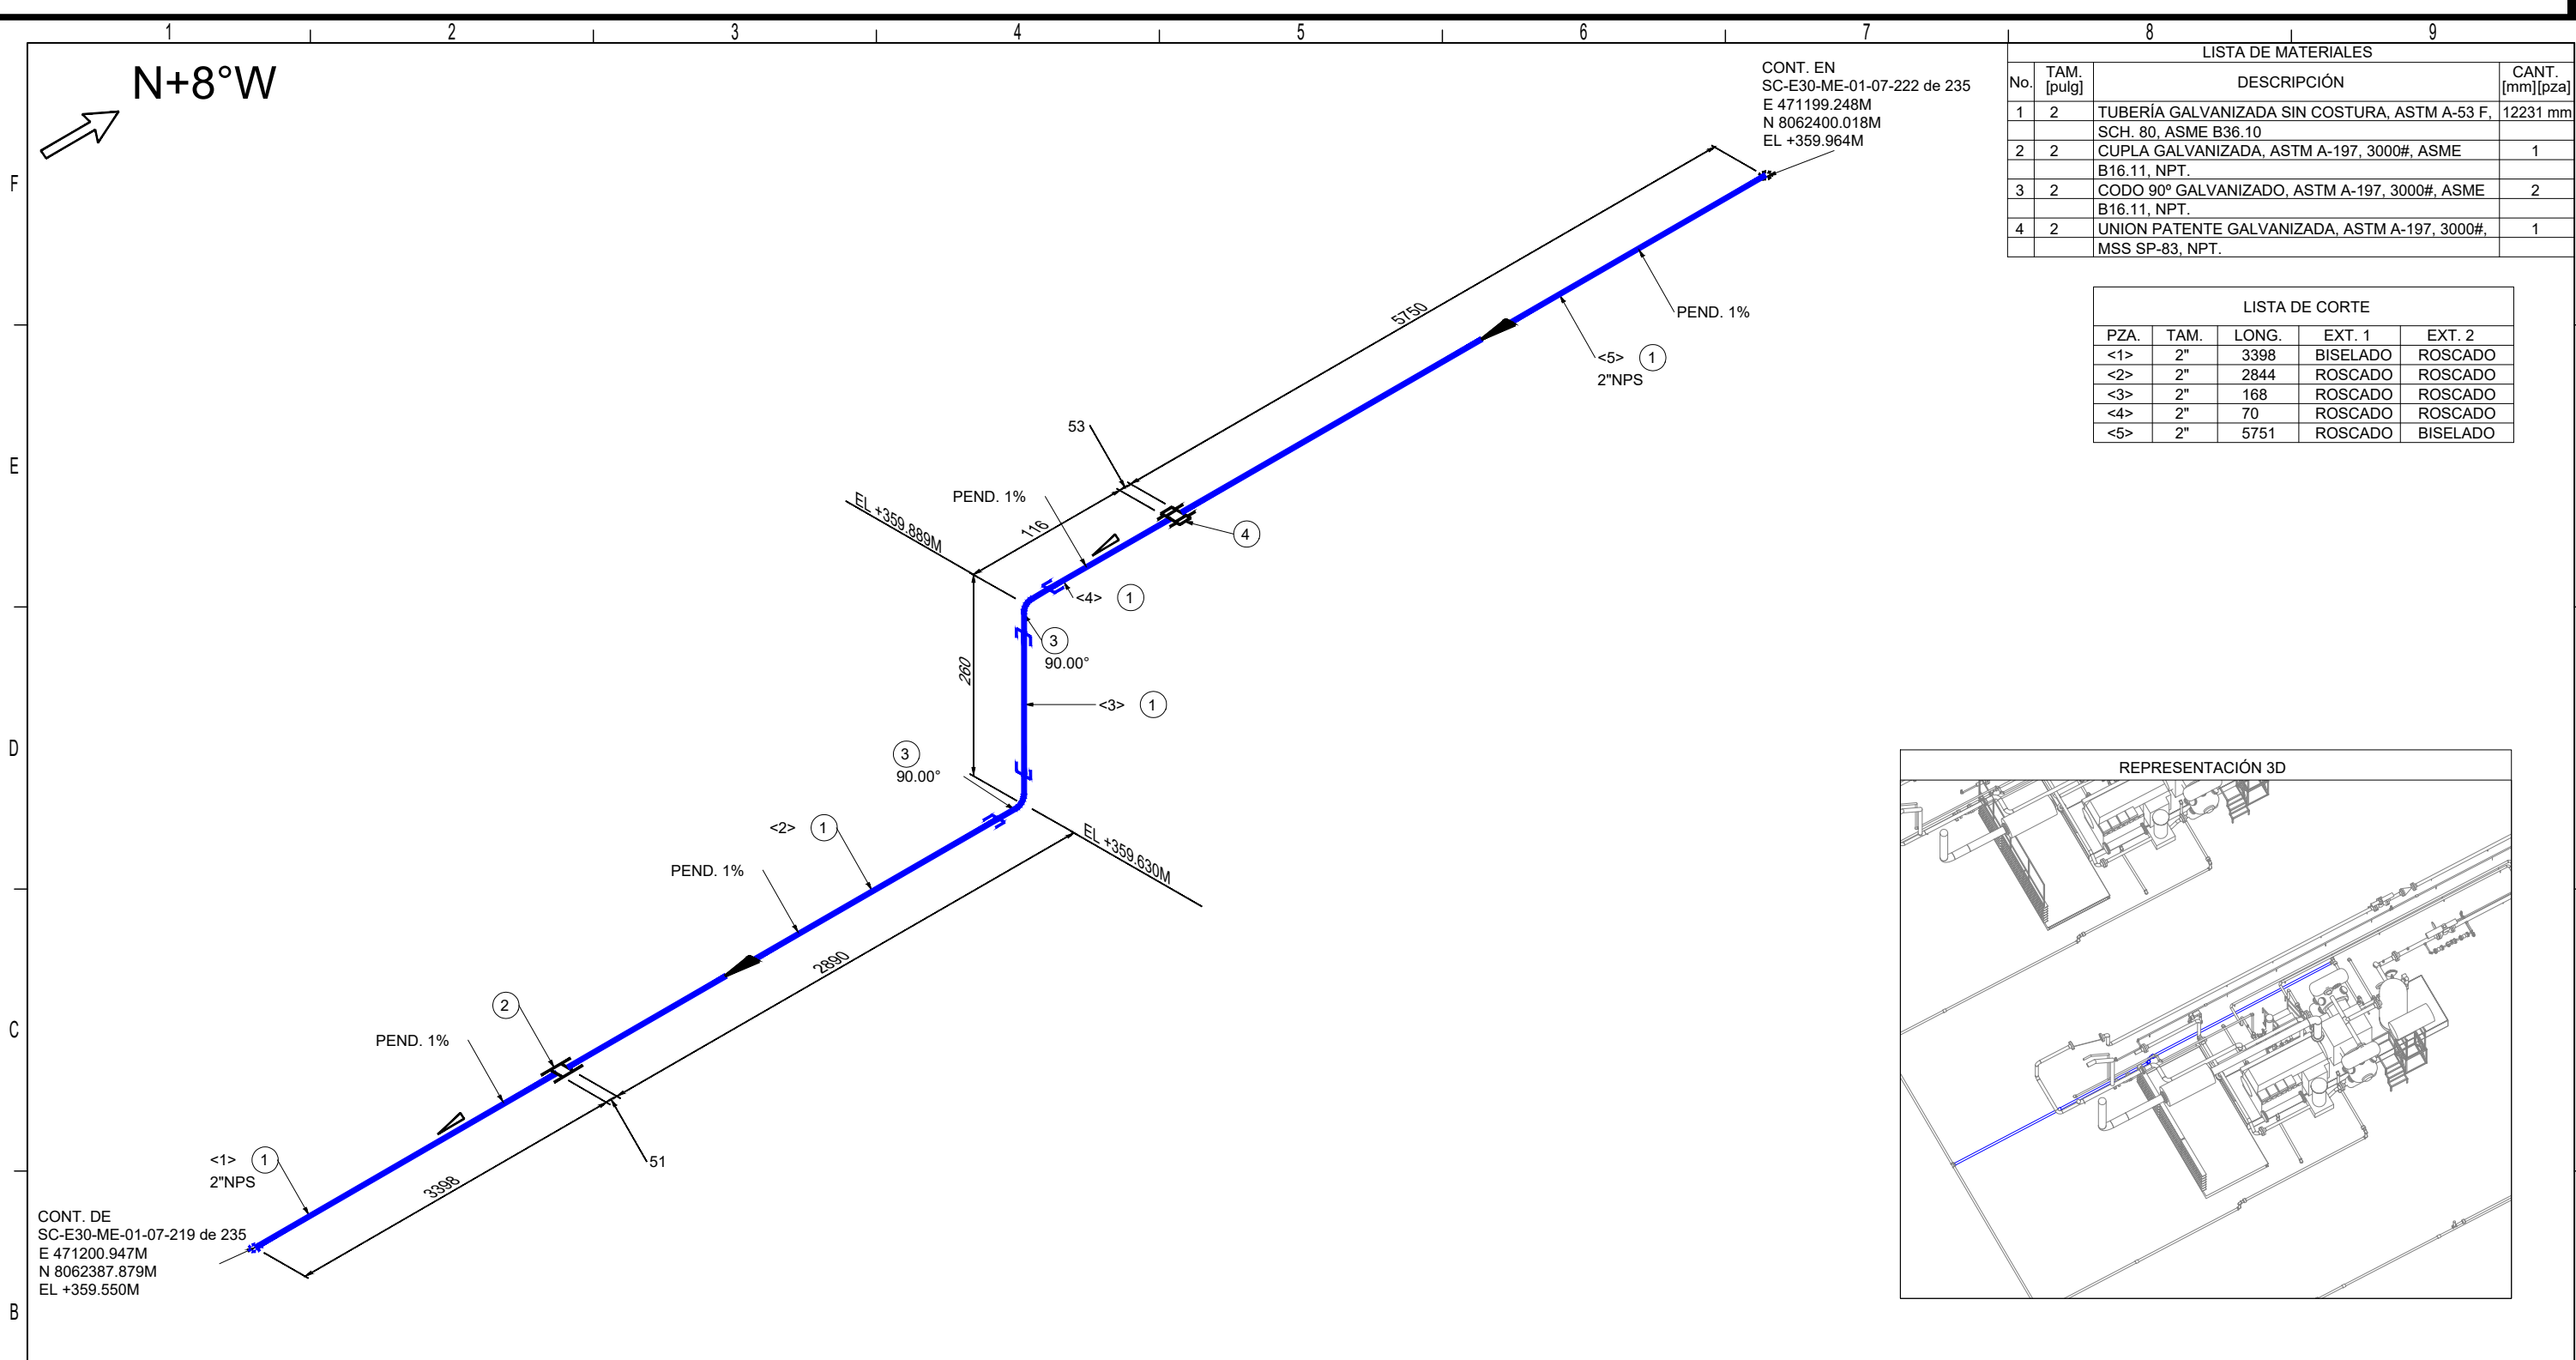 1 2 3 4 5 6 7 8 9
F
E
D
C
B
N+8°W
CONT. EN
SC-E30-ME-01-07-222 de 235
E 471199.248M
N 8062400.018M
EL +359.964M
LISTA DE MATERIALES
No. TAM. [pulg] DESCRIPCIÓN CANT. [mm][pza]
1 2 TUBERÍA GALVANIZADA SIN COSTURA, ASTM A-53 F, 12231 mm
SCH. 80, ASME B36.10
2 2 CUPLA GALVANIZADA, ASTM A-197, 3000#, ASME 1
B16.11, NPT.
3 2 CODO 90º GALVANIZADO, ASTM A-197, 3000#, ASME 2
B16.11, NPT.
4 2 UNION PATENTE GALVANIZADA, ASTM A-197, 3000#, 1
MSS SP-83, NPT.
LISTA DE CORTE
PZA. TAM. LONG. EXT. 1 EXT. 2
<1> 2" 3398 BISELADO ROSCADO
<2> 2" 2844 ROSCADO ROSCADO
<3> 2" 168 ROSCADO ROSCADO
<4> 2" 70 ROSCADO ROSCADO
<5> 2" 5751 ROSCADO BISELADO
5750
PEND. 1%
<5> 1
2"NPS
53
PEND. 1%
EL +359.889M
116
4
<4> 1
3
90.00°
260
<3> 1
3
90.00°
<2> 1
EL +359.630M
PEND. 1%
2890
2
PEND. 1%
51
<1> 1
2"NPS
3398
CONT. DE
SC-E30-ME-01-07-219 de 235
E 471200.947M
N 8062387.879M
EL +359.550M
REPRESENTACIÓN 3D